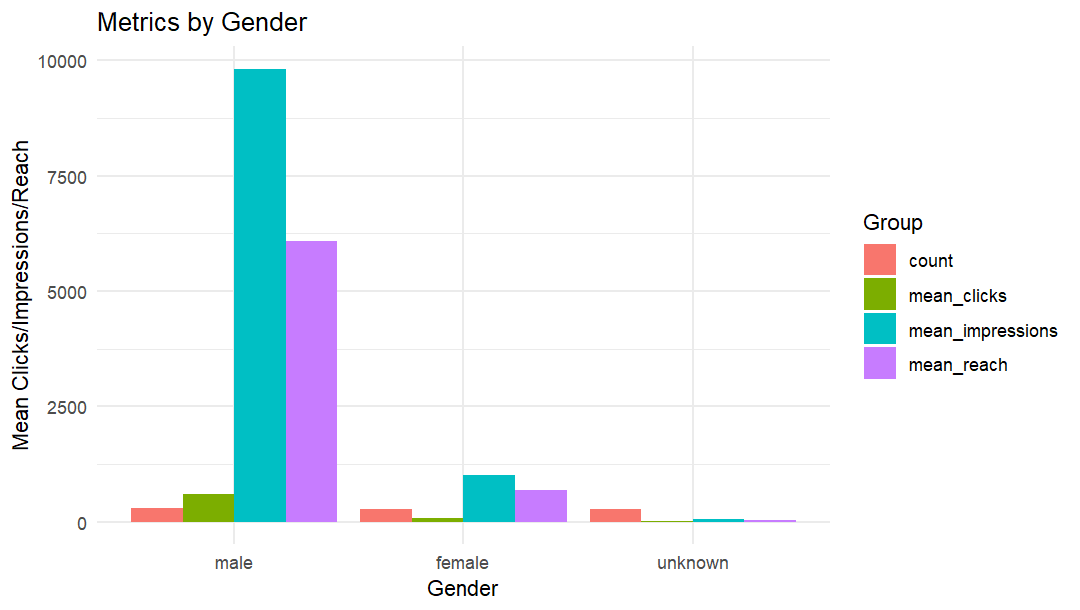 Metrics by Gender
Mean Clicks/Impressions/Reach
10000
7500
5000
2500
0
male
female
unknown
Gender
Group
count
mean_clicks
mean_impressions
mean_reach